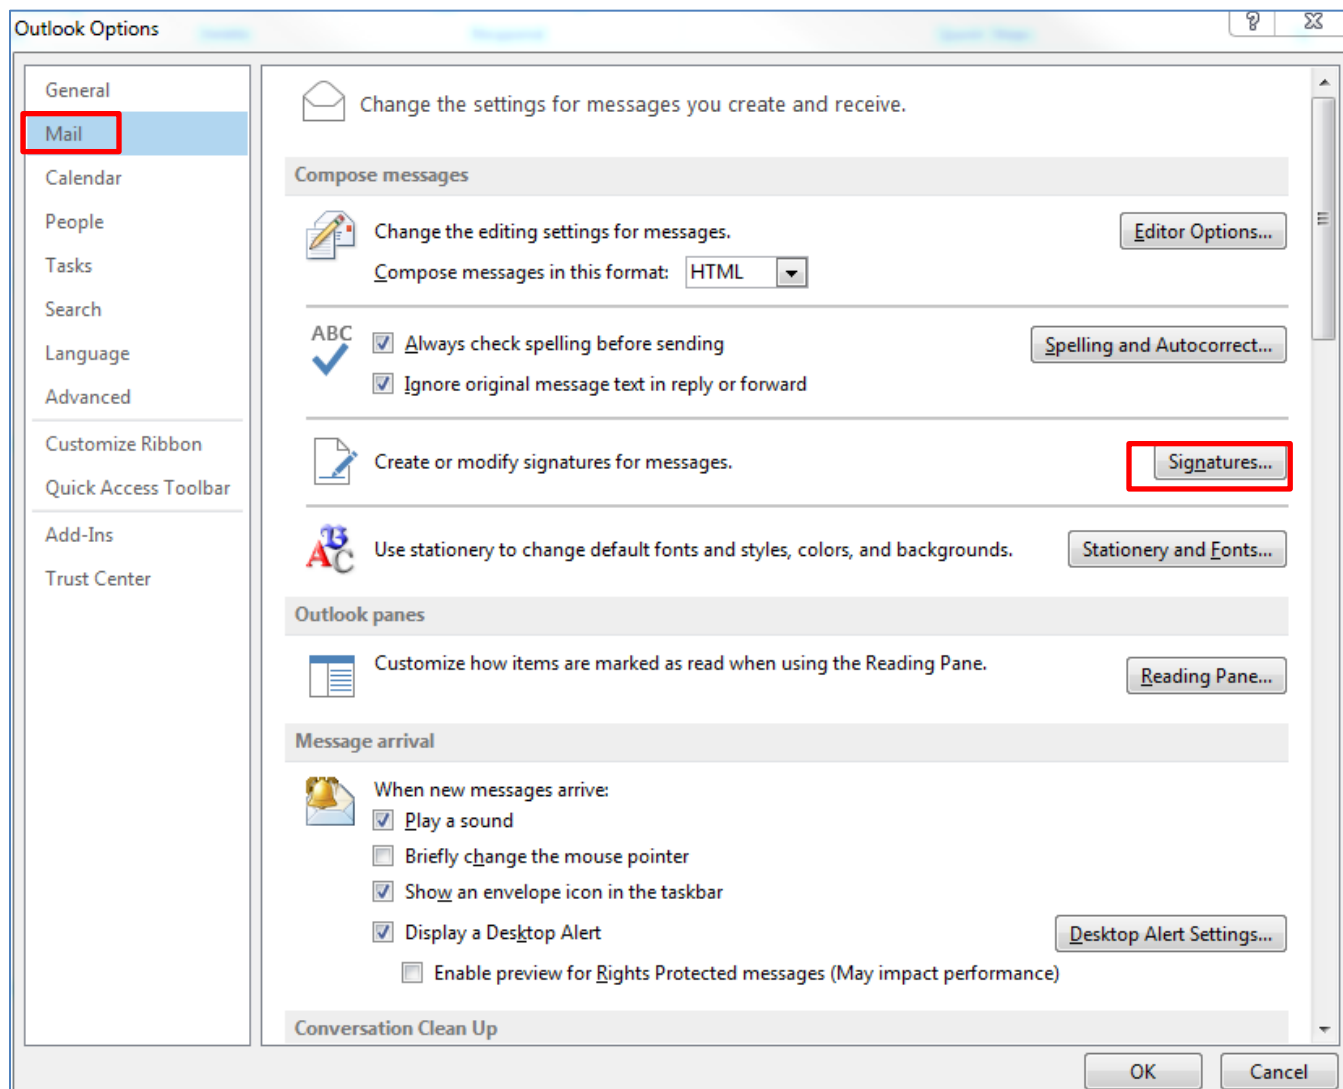 Outlook Options
General
Mail
Calendar
People
Tasks
Search
Language
Advanced
Customize Ribbon
Quick Access Toolbar
Add-Ins
Trust Center
Change the settings for messages you create and receive.
Compose messages
Change the editing settings for messages.
Editor Options...
Compose messages in this format: HTML
ABC
Always check spelling before sending
Spelling and Autocorrect...
Ignore original message text in reply or forward
Create or modify signatures for messages.
Signatures...
Use stationery to change default fonts and styles, colors, and backgrounds.
Stationery and Fonts...
Outlook panes
Customize how items are marked as read when using the Reading Pane.
Reading Pane...
Message arrival
When new messages arrive:
Play a sound
Briefly change the mouse pointer
Show an envelope icon in the taskbar
Display a Desktop Alert
Desktop Alert Settings...
Enable preview for Rights Protected messages (May impact performance)
Conversation Clean Up
OK
Cancel